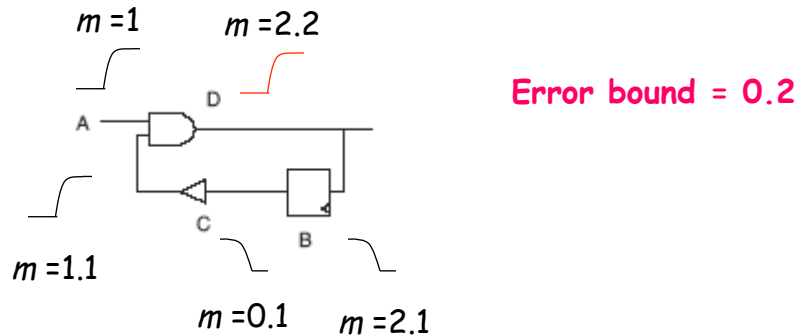 m =1
m =2.2
D
Error bound = 0.2
A
C
B
m =1.1
m =0.1
m =2.1